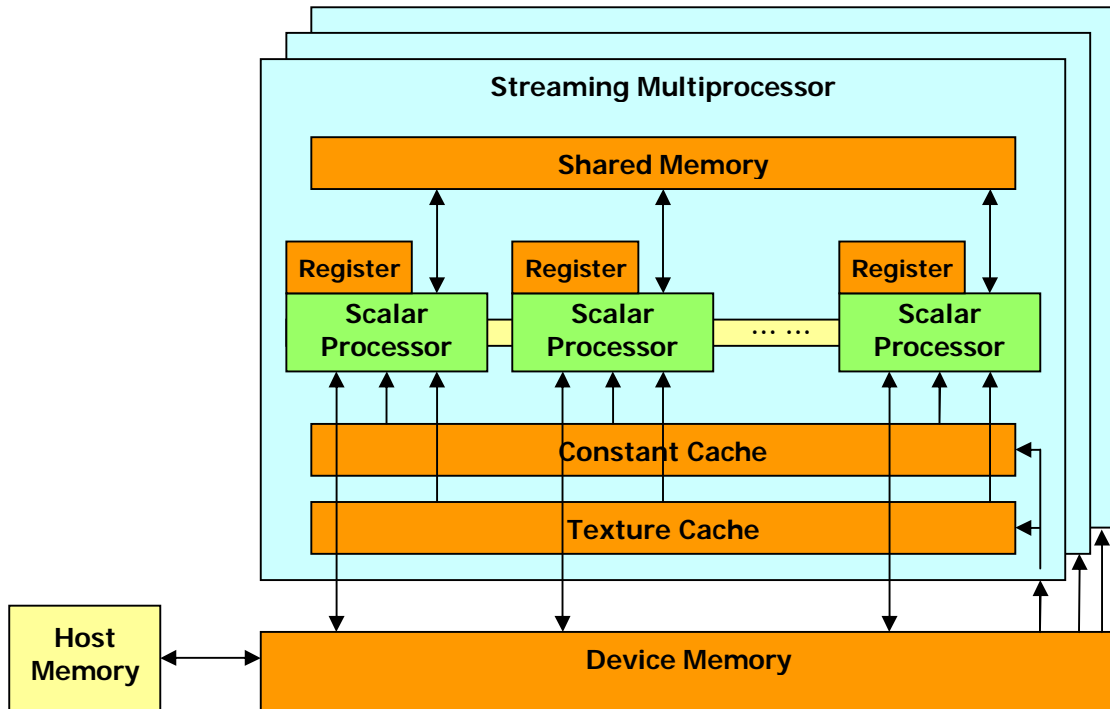 Streaming Multiprocessor
Shared Memory
Register
Register
Register
Scalar
Processor
Scalar
Processor
... ...
Scalar
Processor
Constant Cache
Texture Cache
Host
Memory
Device Memory